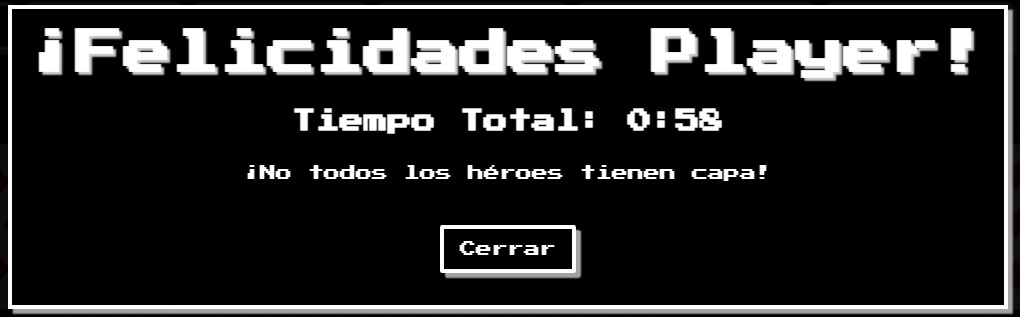 ¡Felicidades Player!
Tiempo Total: 0:58
¡No todos los héroes tienen capa!
Cerrar